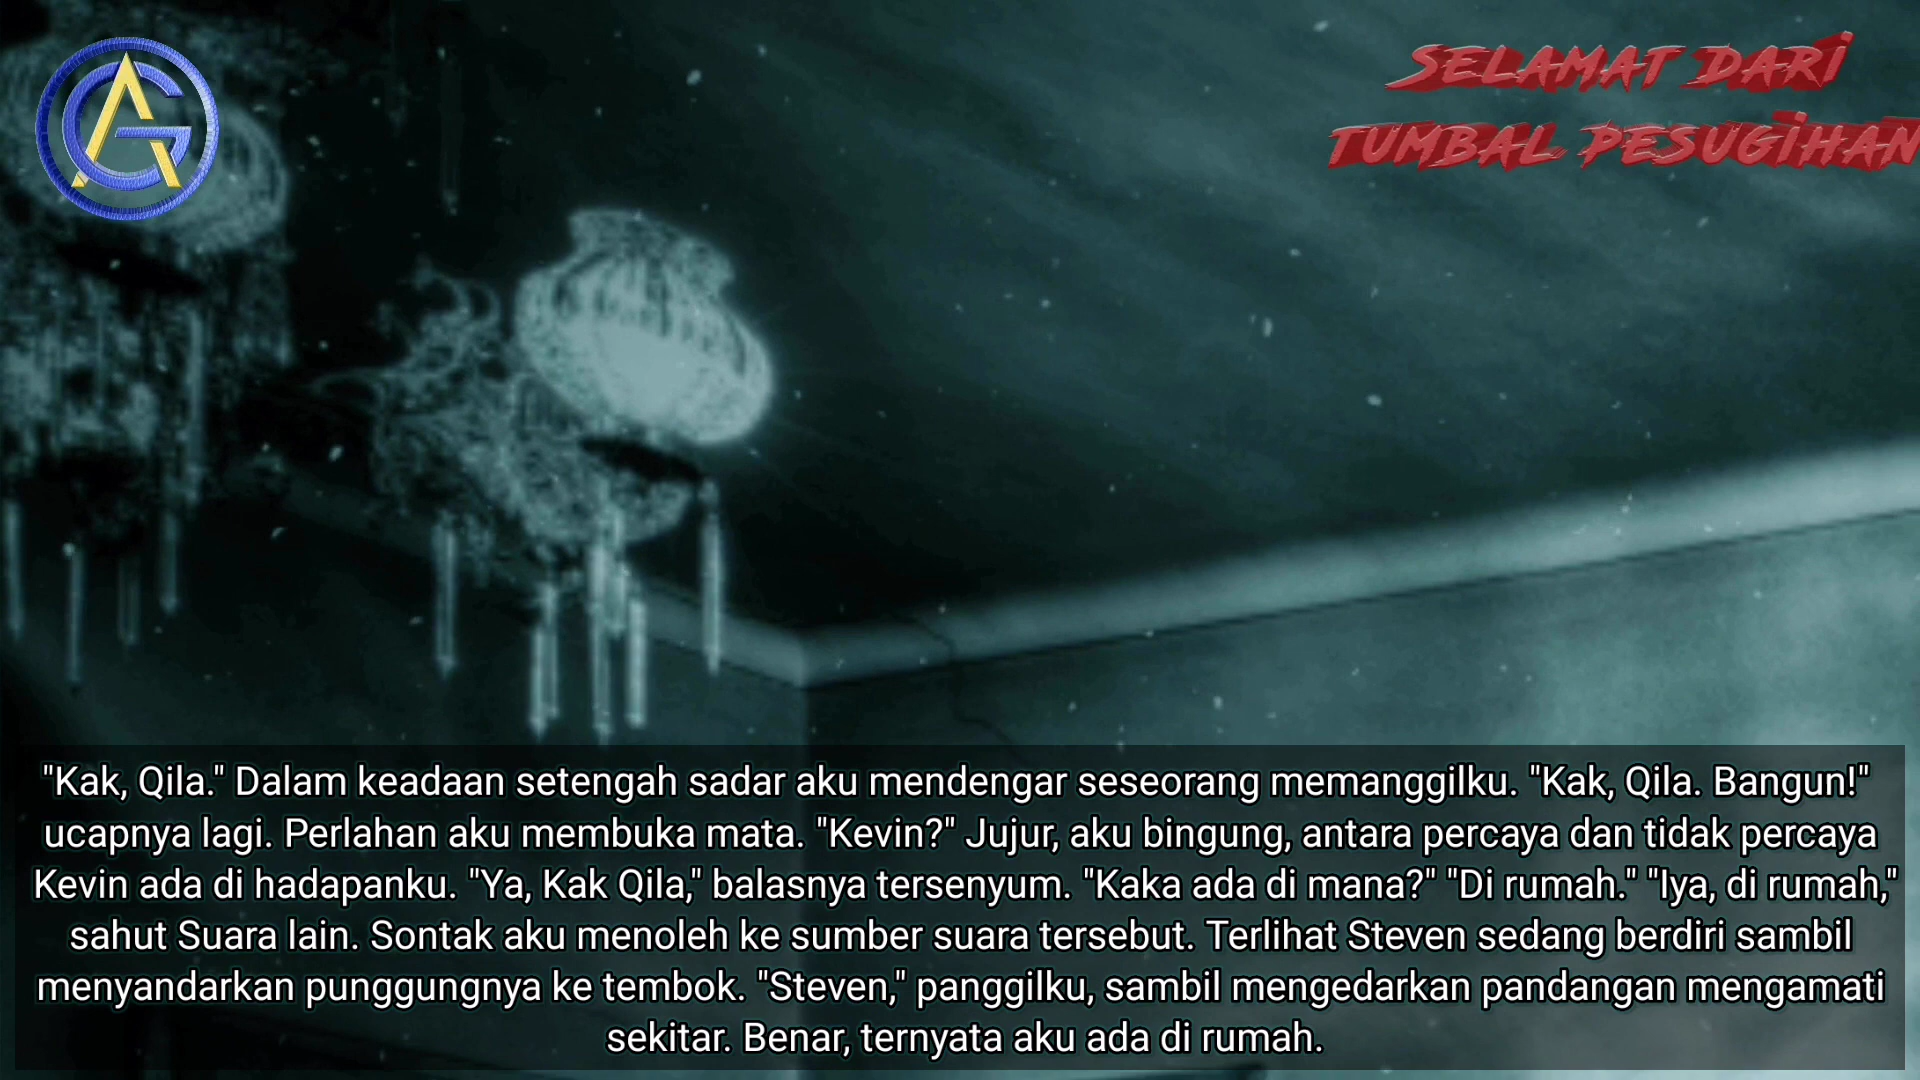 SELAMAT DARI
TUMBAL PESUGIHAN
"Kak, Qila." Dalam keadaan setengah sadar aku mendengar seseorang memanggilku. "Kak, Qila. Bangun!"
ucapnya lagi. Perlahan aku membuka mata. "Kevin?" Jujur, aku bingung, antara percaya dan tidak percaya
Kevin ada di hadapanku. "Ya, Kak Qila," balasnya tersenyum. "Kaka ada di mana?" "Di rumah." "Iya, di rumah,"
sahut Suara lain. Sontak aku menoleh ke sumber suara tersebut. Terlihat Steven sedang berdiri sambil
menyandarkan punggungnya ke tembok. "Steven," panggilku, sambil mengedarkan pandangan mengamati
sekitar. Benar, ternyata aku ada di rumah.